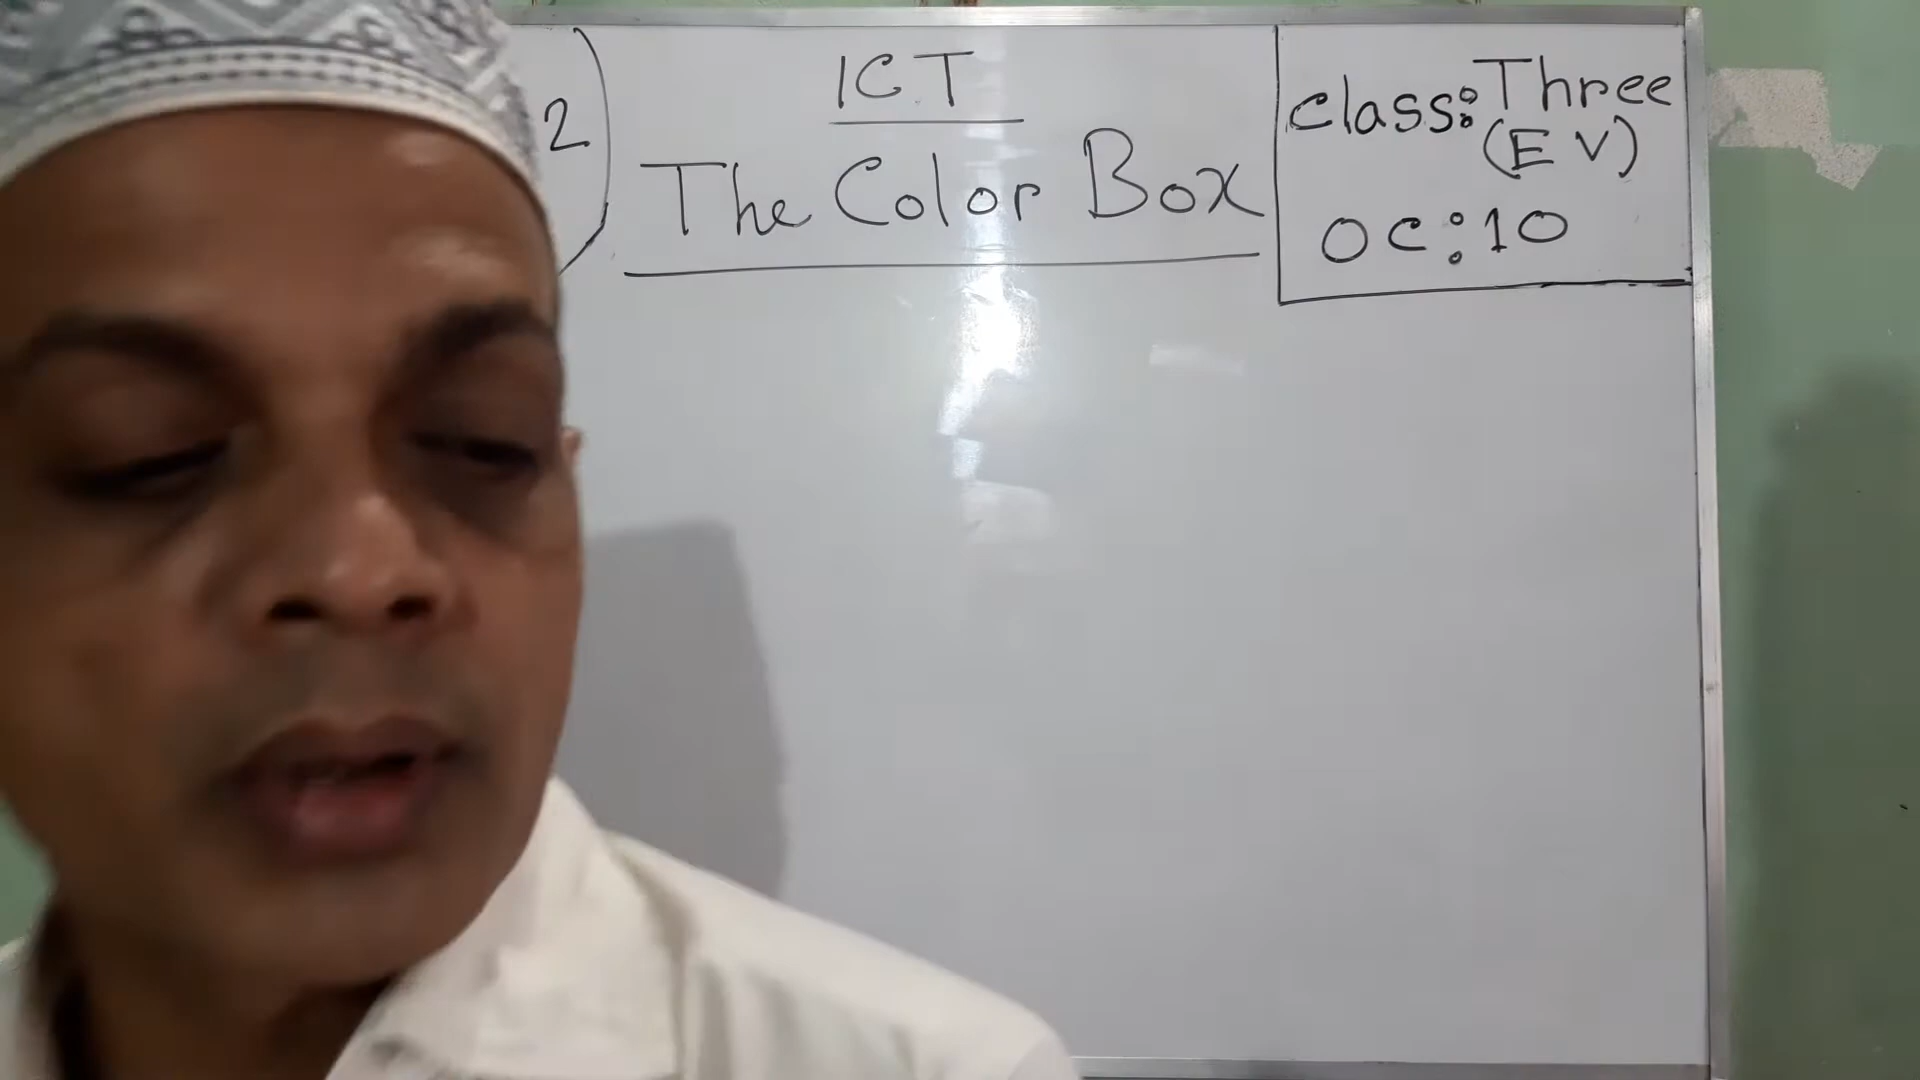 2
ICT
The Color Box
class: Three
(EV)
OC: 10